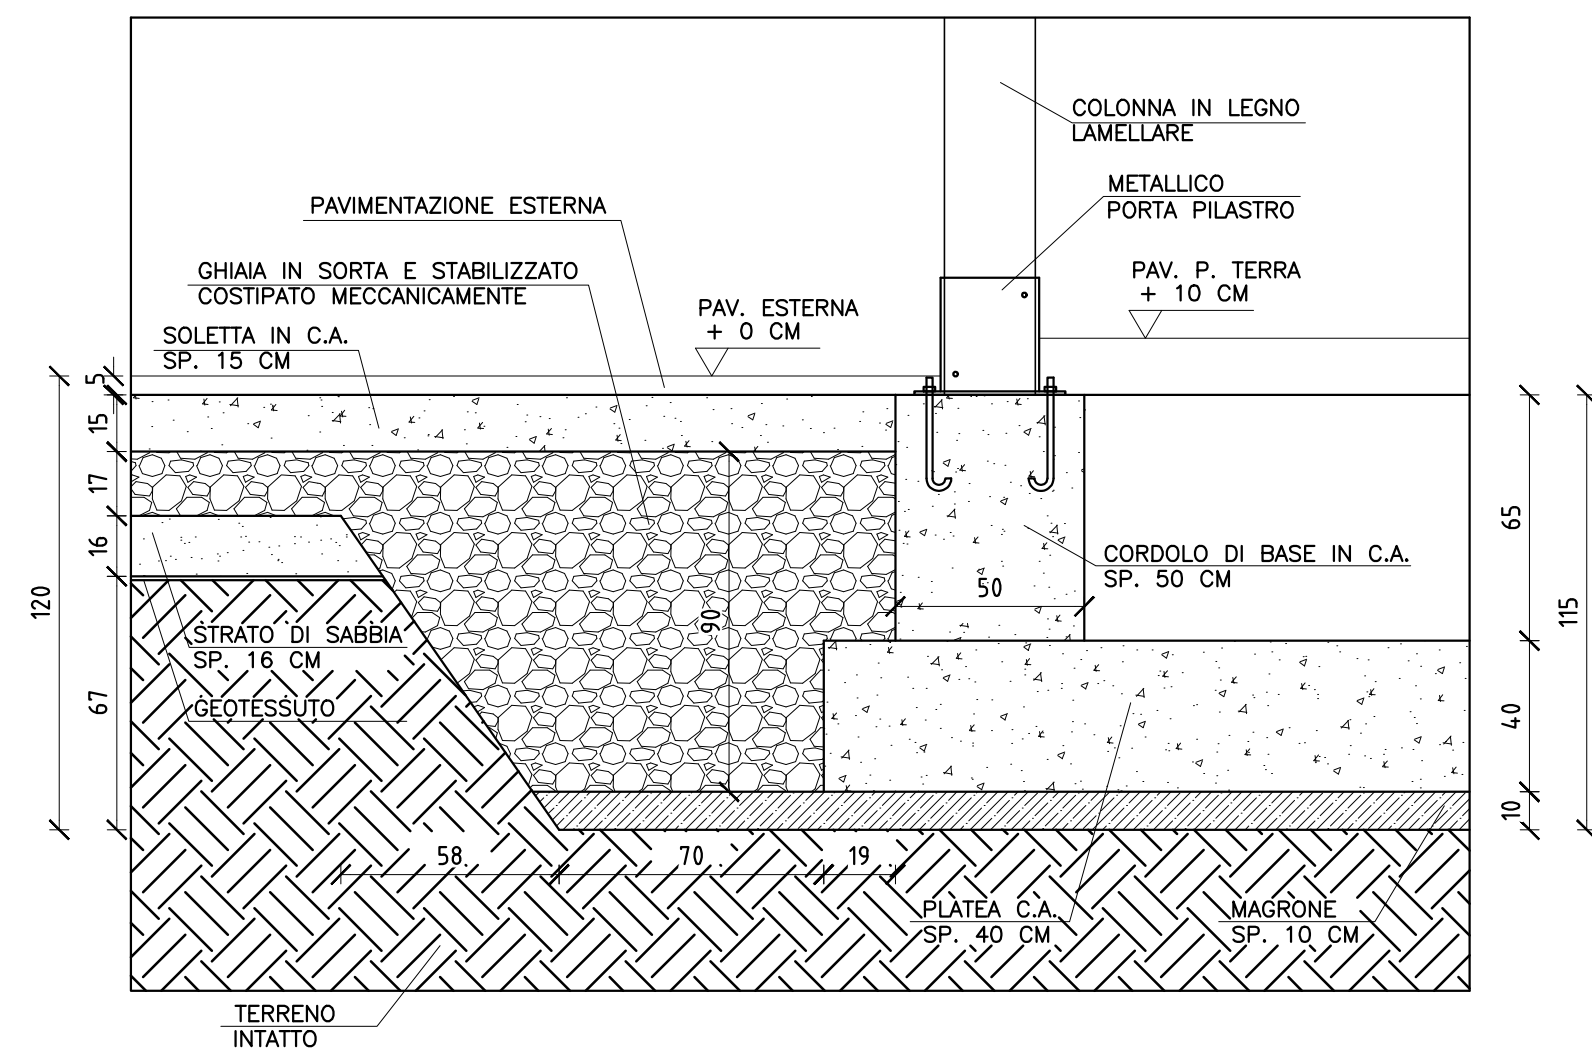 COLONNA IN LEGNO
LAMELLARE
METALLICO
PORTA PILASTRO
PAVIMENTAZIONE ESTERNA
GHIAIA IN SORTA E STABILIZZATO
COSTIPATO MECCANICAMENTE
PAV. P. TERRA
+ 10 CM
PAV. ESTERNA
+ 0 CM
SOLETTA IN C.A.
SP. 15 CM
5
15
17
16
67
120
90
50
CORDOLO DI BASE IN C.A.
SP. 50 CM
65
40
10
115
STRATO DI SABBIA
SP. 16 CM
GEOTESSUTO
58
70
19
PLATEA C.A.
SP. 40 CM
MAGRONE
SP. 10 CM
TERRENO
INTATTO